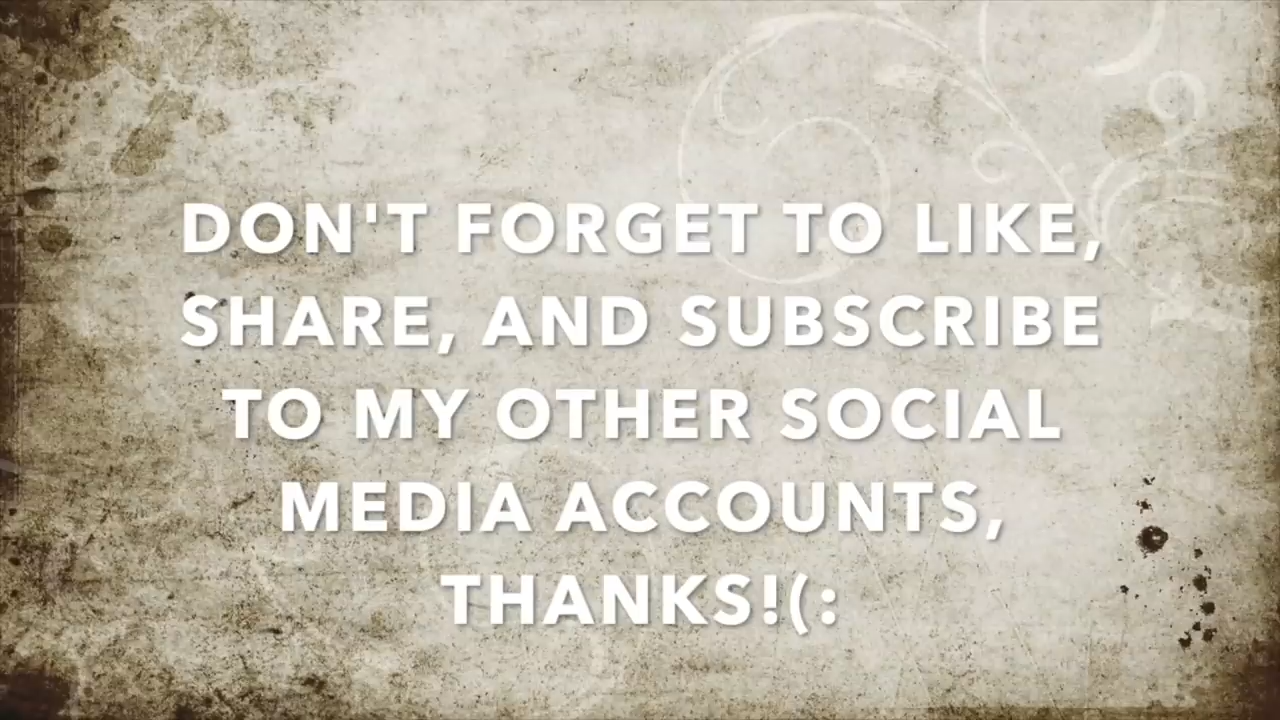 DON'T FORGET TO LIKE,
SHARE, AND SUBSCRIBE
TO MY OTHER SOCIAL
MEDIA ACCOUNTS,
THANKS!(: